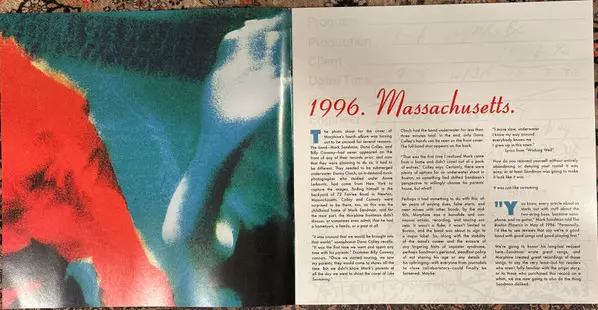 Production
Client
Date/Time
1996. Massachusetts.
The photo shoot for the cover of
Morphine's fourth album was turning
out to be unusual for several reasons.
The band—Mark Sandman, Dana Colley, and
Billy Conway—had never appeared on the
front of any of their records prior, and now
that they were planning to do so, it had to
be different. They needed to be submerged
underwater. Danny Clinch, an in-demand music
photographer who studied under Annie
Leibovitz, had come from New York to
capture the images, finding himself in the
backyard of 73 Fairlee Road in Newton,
Massachusetts. Colley and Conway were
surprised to be there, too, as this was the
childhood home of Mark Sandman, and for
the most part, the Morphine frontman didn't
discuss, or sometimes even admit, that he had
a hometown, a family, or a past at all.
"It was unusual that we would be brought into
that world," saxophonist Dana Colley recalls.
"It was the first time we went and spent any
time with his parents." Drummer Billy Conway
concurs, "Once we started touring, we saw
my parents; they would come to shows all the
time. But we didn't know Mark's parents at
all the day we went to shoot the cover of Like
Swimming."
Clinch had the band underwater for less than
three minutes total. In the end, only Dana
Colley's hands can be seen on the front cover.
The full-band shot appears on the back.
"That was the first time I realized Mark came
from a home and didn't crawl out of a pack
of wolves," Colley says. Certainly, there were
plenty of options for an underwater shoot in
Boston, so something had shifted Sandman's
perspective to willingly choose his parents'
house, but what?
Perhaps it had something to do with this: after
ten years of paying dues, false starts, and
near misses with other bands, by the mid-
90s, Morphine was a bonafide and con-
tagious artistic, recording, and touring suc-
cess. It wasn't a fluke, it wasn't limited to
Boston, and the band was about to sign to
a major label. So, along with the stability
of the band's career and the erasure of
any lingering hints of imposter syndrome,
perhaps Sandman's personal, steadfast policy
of not sharing his age or any details of
his upbringing—with everyone from journalists
to close collaborators—could finally be
loosened. Maybe.
"I move slow, underwater
I know my way around
everybody knows me
I grew up in this town"
Lyrics from "Wishing Well"
How do you reinvent yourself without entirely
abandoning or denying your roots? It was
easy, or at least Sandman was going to make
it look like it was.
It was just like swimming.
"You know, every article about us
starts out with stuff about the
two-string bass, baritone saxo-
phone, and no guitar," Mark Sandman told the
Boston Phoenix in May of 1994. "Personally,
I'd like to see reviews that say we're a good
band with good songs and good playing first."
We're going to honor his longtime request
here—Sandman wrote great songs, and
Morphine created great recordings of those
songs, to say the very least—but for readers
who aren't fully familiar with the origin story,
or to those who purchased this record on a
whim, we are now going to also do the thing
Sandman disliked.